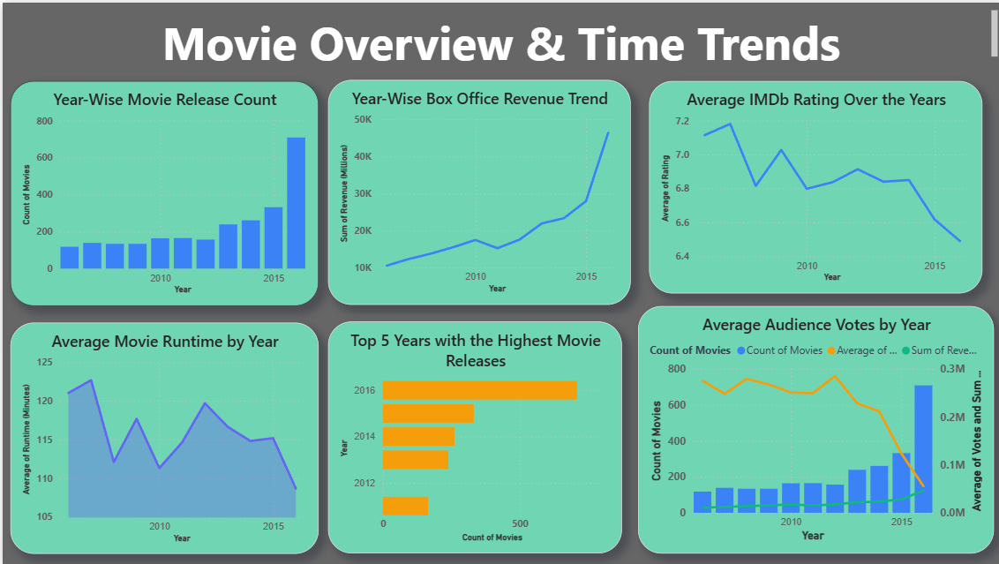 Movie Overview & Time Trends
Year-Wise Movie Release Count
800
600
400
200
0
Count of Movies
2010
2015
Year
Year-Wise Box Office Revenue Trend
50K
40K
30K
20K
10K
Sum of Revenue (Millions)
2010
2015
Year
Average IMDb Rating Over the Years
7.2
7.0
6.8
6.6
6.4
Average of Rating
2010
2015
Year
Average Movie Runtime by Year
125
120
115
110
105
Average of Runtime (Minutes)
2010
2015
Year
Top 5 Years with the Highest Movie
Releases
2016
2014
2012
Year
0
500
Count of Movies
Average Audience Votes by Year
Count of Movies Count of Movies Average of ... Sum of Reve...
800
600
400
200
0
Count of Movies
0.3M
0.2M
0.1M
0.0M
Average of Votes and Sum ...
2010
2015
Year